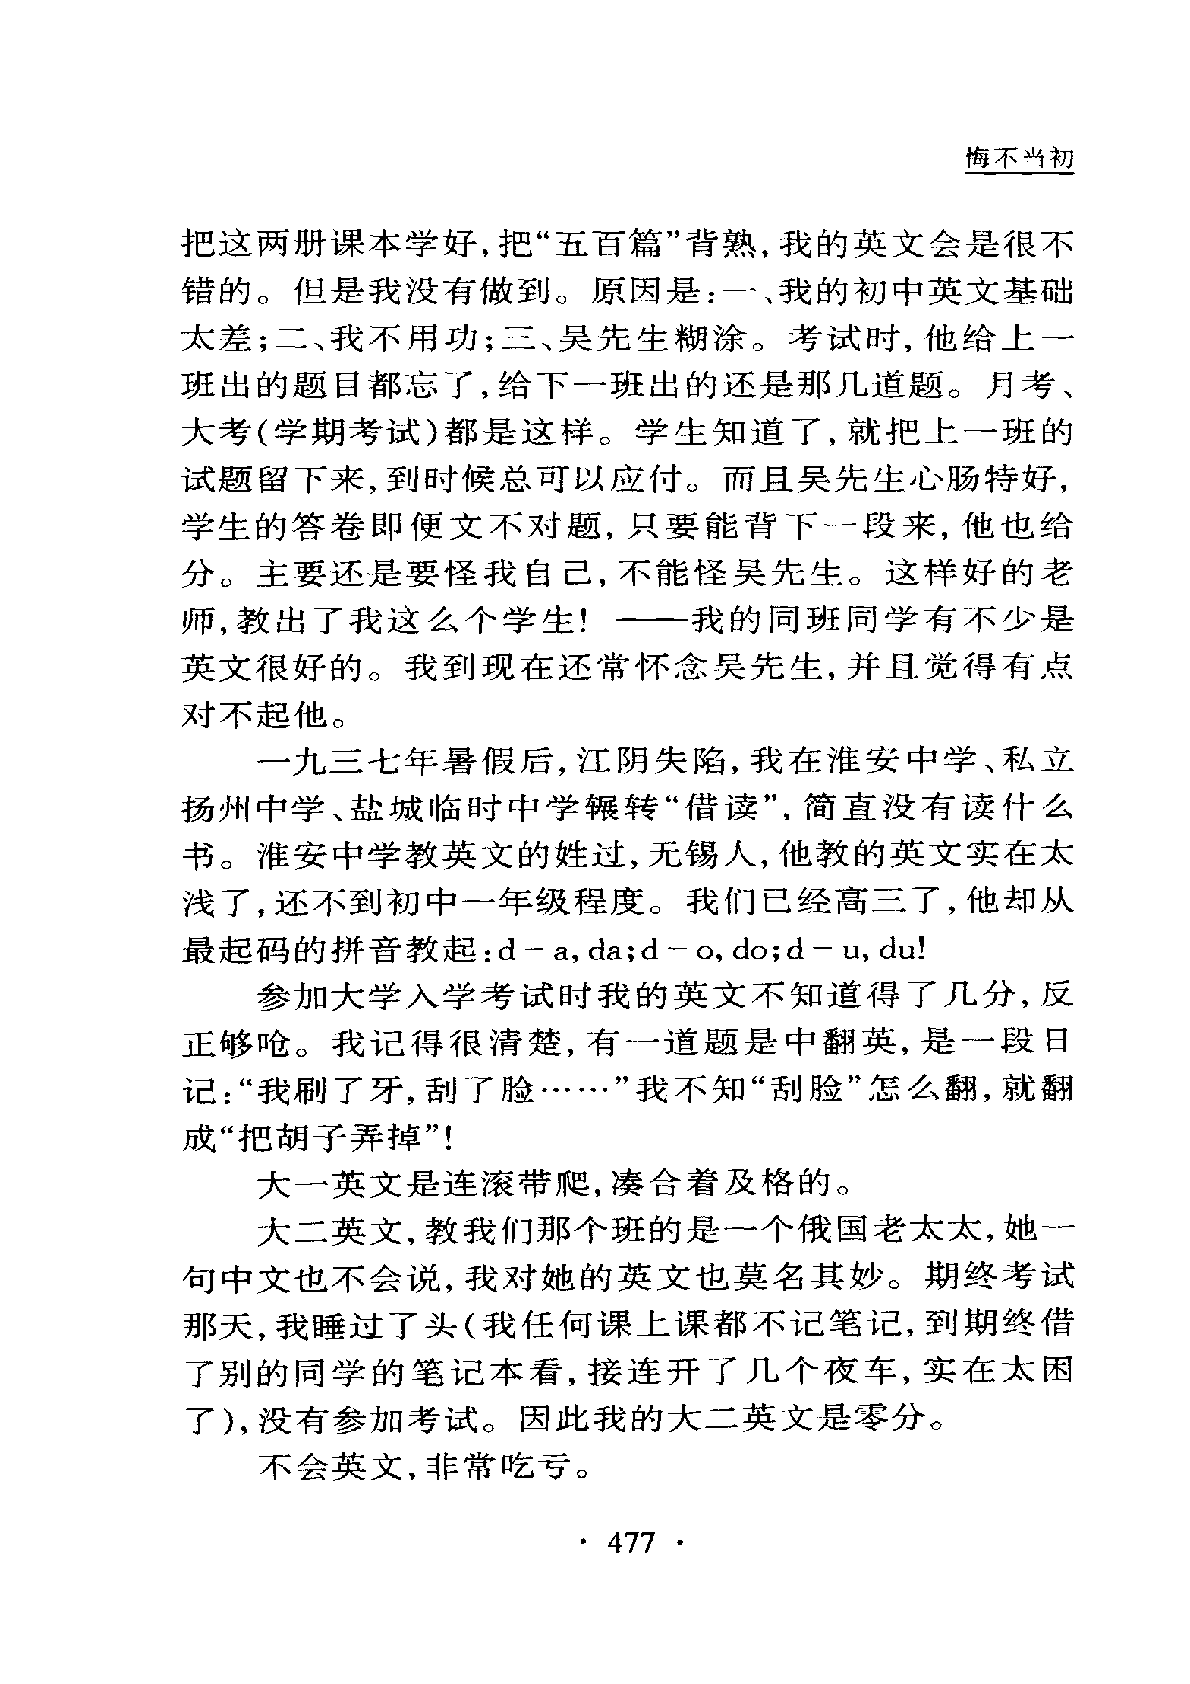 悔不当初
把这两册课本学好,把“五百篇”背熟,我的英文会是很不
错的。但是我没有做到。原因是:一、我的初中英文基础
太差;二、我不用功;三、吴先生糊涂。考试时,他给上一
班出的题目都忘了,给下一班出的还是那几道题。月考、
大考(学期考试)都是这样。学生知道了,就把上一班的
试题留下来,到时候总可以应付。而且吴先生心肠特好,
学生的答卷即便文不对题,只要能背下一段来,他也给
分。主要还是要怪我自己,不能怪吴先生。这样好的老
师,教出了我这么个学生! ——我的同班同学有不少是
英文很好的。我到现在还常怀念吴先生,并且觉得有点
对不起他。
一九三七年暑假后,江阴失陷,我在淮安中学、私立
扬州中学、盐城临时中学辗转“借读”,简直没有读什么
书。淮安中学教英文的姓过,无锡人,他教的英文实在太
浅了,还不到初中一年级程度。我们已经高三了,他却从
最起码的拼音教起:d－a,da;d－o,do;d－u,du!
参加大学入学考试时我的英文不知道得了几分,反
正够呛。我记得很清楚,有一道题是中翻英,是一段日
记:“我刷了牙,刮了脸……”我不知“刮脸”怎么翻,就翻
成“把胡子弄掉”!
大一英文是连滚带爬,凑合着及格的。
大二英文,教我们那个班的是一个俄国老太太,她一
句中文也不会说,我对她的英文也莫名其妙。期终考试
那天,我睡过了头(我任何课上课都不记笔记,到期终借
了别的同学的笔记本看,接连开了几个夜车,实在太困
了),没有参加考试。因此我的大二英文是零分。
不会英文,非常吃亏。
· 477 ·